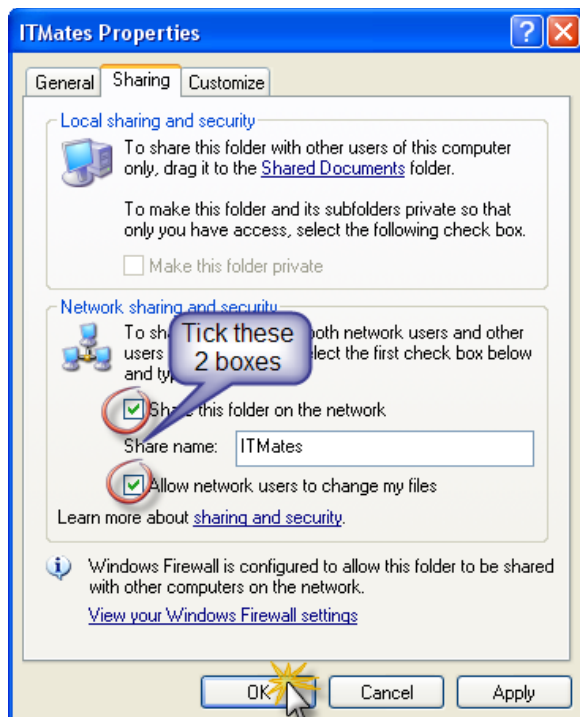 ITMates Properties
General Sharing Customize
Local sharing and security
To share this folder with other users of this computer
only, drag it to the Shared Documents folder.
To make this folder and its subfolders private so that
only you have access, select the following check box.
Make this folder private
Network sharing and security
To both network users and other
users select the first check box below
and
Tick these
2 boxes
Share this folder on the network
Share name: ITMates
Allow network users to change my files
Learn more about sharing and security.
Windows Firewall is configured to allow this folder to be shared
with other computers on the network.
View your Windows Firewall settings
OK Cancel Apply